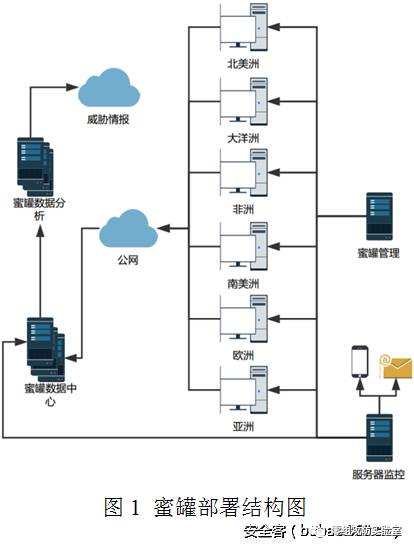 北美洲
威胁情报
大洋洲
非洲
蜜罐数据分
析
公网
蜜罐管理
南美洲
@
欧洲
蜜罐数据中
心
亚洲
服务器监控
图 1 蜜罐部署结构图
安全客